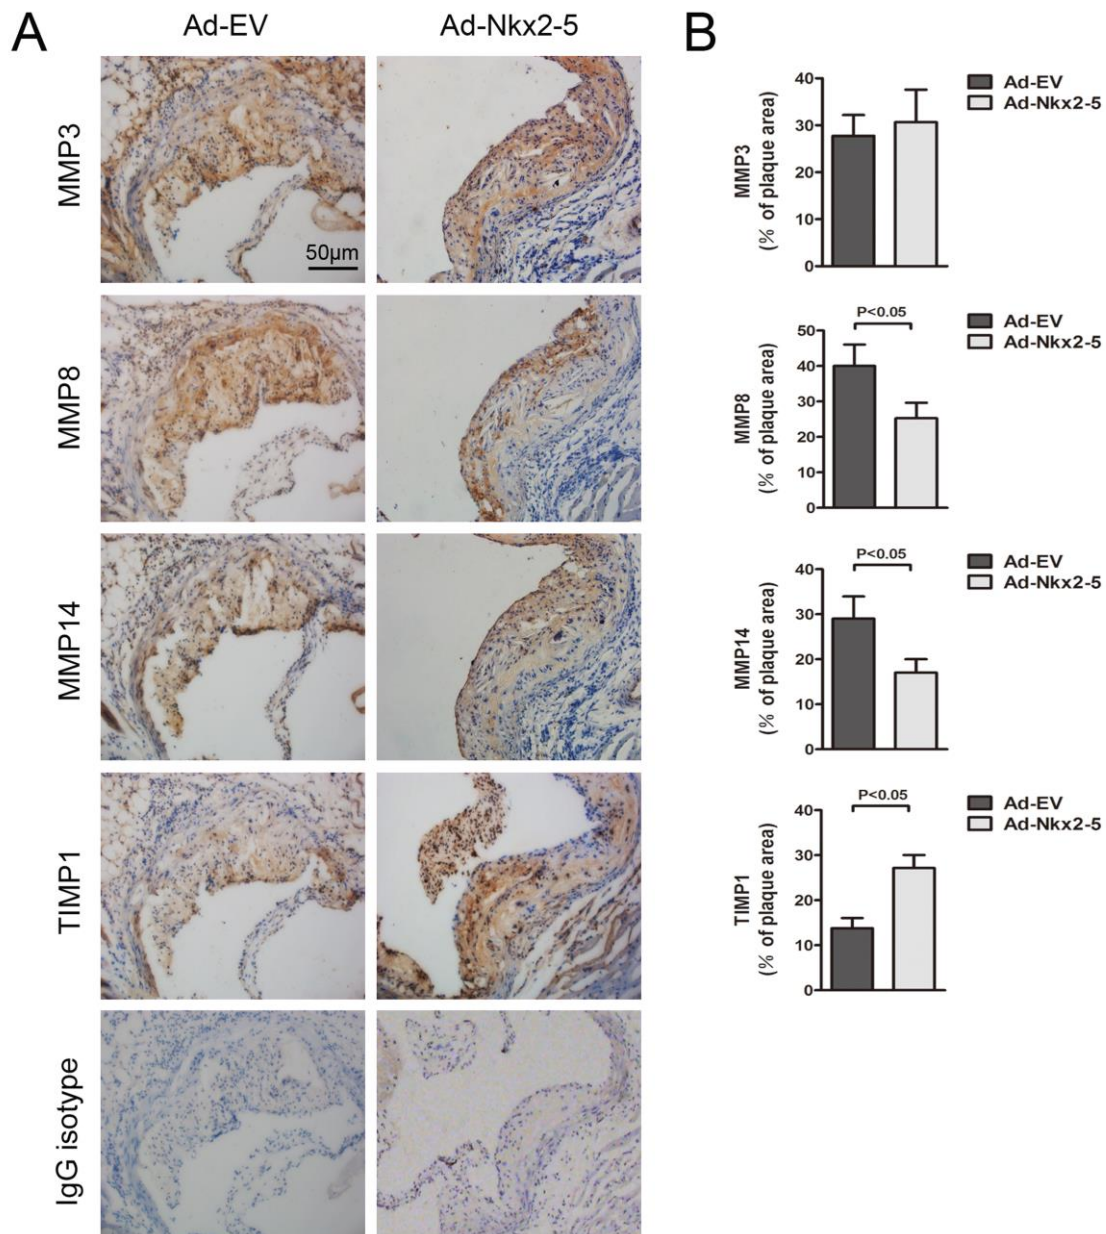 A
Ad-EV
Ad-Nkx2-5
MMP3
50μm
MMP8
MMP14
TIMP1
IgG isotype
B
MMP3
(% of plaque area)
40
30
20
10
0
Ad-EV
Ad-Nkx2-5
MMP8
(% of plaque area)
50
40
30
20
10
0
P<0.05
Ad-EV
Ad-Nkx2-5
MMP14
(% of plaque area)
40
30
20
10
0
P<0.05
Ad-EV
Ad-Nkx2-5
TIMP1
(% of plaque area)
40
30
20
10
0
P<0.05
Ad-EV
Ad-Nkx2-5